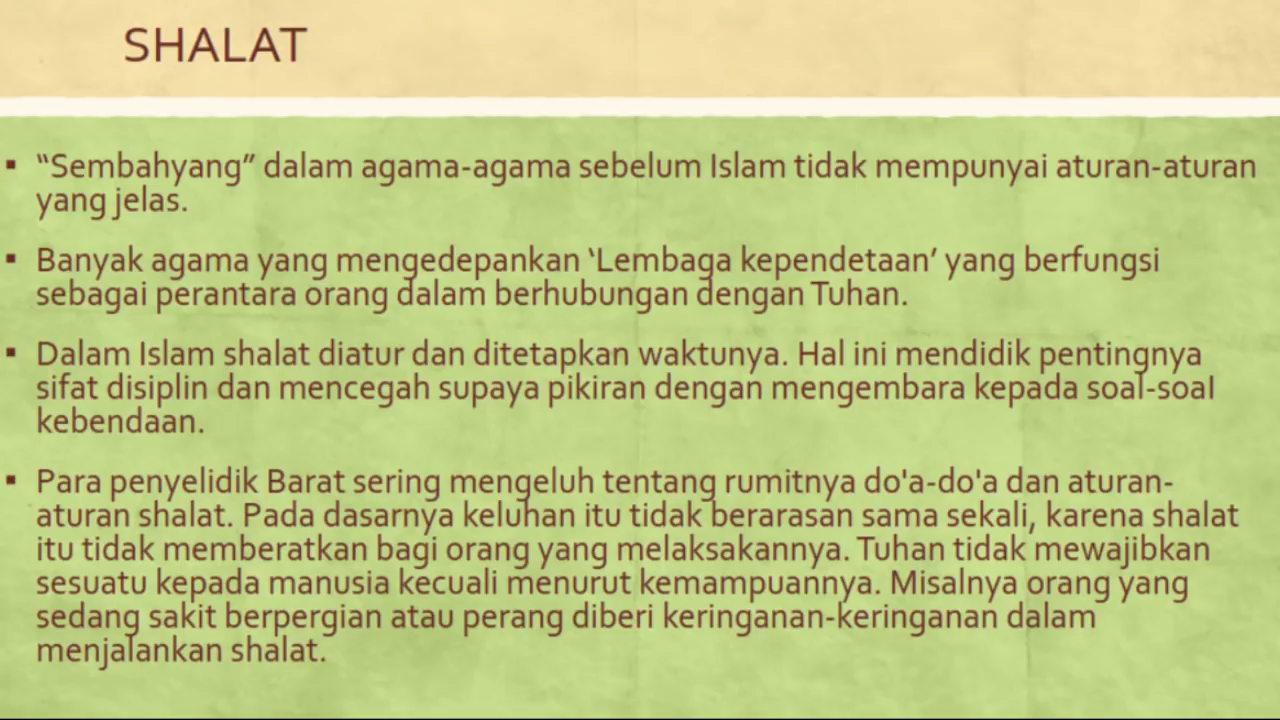 SHALAT
▪ “Sembahyang” dalam agama-agama sebelum Islam tidak mempunyai aturan-aturan
yang jelas.
▪ Banyak agama yang mengedepankan ‘Lembaga kependetaan’ yang berfungsi
sebagai perantara orang dalam berhubungan dengan Tuhan.
▪ Dalam Islam shalat diatur dan ditetapkan waktunya. Hal ini mendidik pentingnya
sifat disiplin dan mencegah supaya pikiran dengan mengembara kepada soal-soal
kebendaan.
▪ Para penyelidik Barat sering mengeluh tentang rumitnya do'a-do'a dan aturan-
aturan shalat. Pada dasarnya keluhan itu tidak berarasan sama sekali, karena shalat
itu tidak memberatkan bagi orang yang melaksakannya. Tuhan tidak mewajibkan
sesuatu kepada manusia kecuali menurut kemampuannya. Misalnya orang yang
sedang sakit berpergian atau perang diberi keringanan-keringanan dalam
menjalankan shalat.